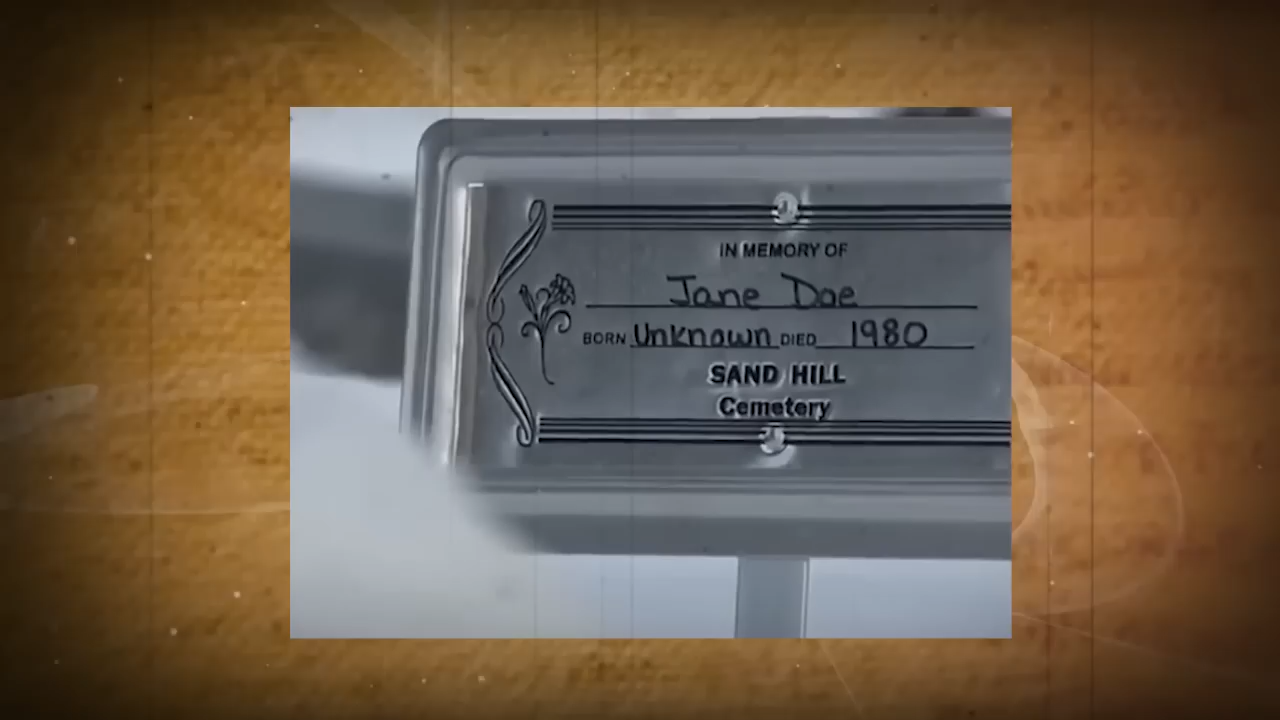 IN MEMORY OF
Jane Doe
BORN Unknown DIED 1980
SAND HILL
Cemetery